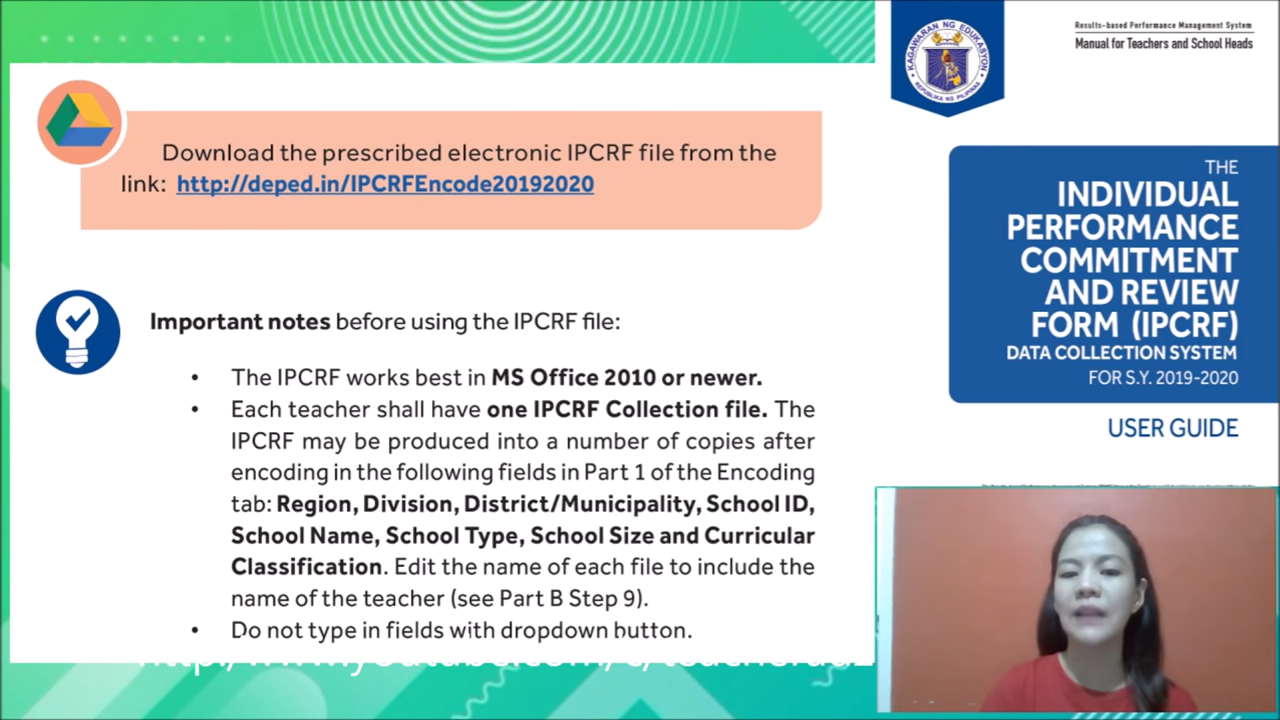 Download the prescribed electronic IPCRF file from the
link: http://deped.in/IPCRFEncode20192020
Important notes before using the IPCRF file:
• The IPCRF works best in MS Office 2010 or newer.
• Each teacher shall have one IPCRF Collection file. The
IPCRF may be produced into a number of copies after
encoding in the following fields in Part 1 of the Encoding
tab: Region, Division, District/Municipality, School ID,
School Name, School Type, School Size and Curricular
Classification. Edit the name of each file to include the
name of the teacher (see Part B Step 9).
• Do not type in fields with dropdown button.
KAGAWARAN NG EDUKASYON
REPUBLIKA NG PILIPINAS
Results-based Performance Management System
Manual for Teachers and School Heads
THE
INDIVIDUAL
PERFORMANCE
COMMITMENT
AND REVIEW
FORM (IPCRF)
DATA COLLECTION SYSTEM
FOR S.Y. 2019-2020
USER GUIDE